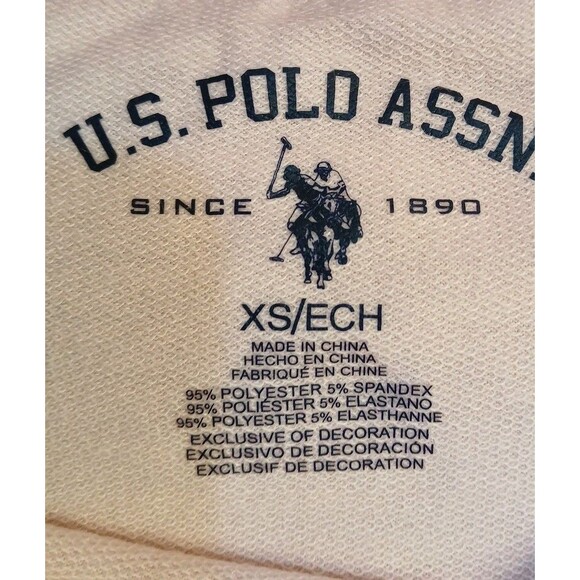 U.S. POLO ASSN.
SINCE 1890
XS/ECH
MADE IN CHINA
HECHO EN CHINA
FABRIQUÉ EN CHINE
95% POLYESTER 5% SPANDEX
95% POLIÉSTER 5% ELASTANO
95% POLYESTER 5% ELASTHANNE
EXCLUSIVE OF DECORATION
EXCLUSIVO DE DECORACIÓN
EXCLUSIF DE DECORATION